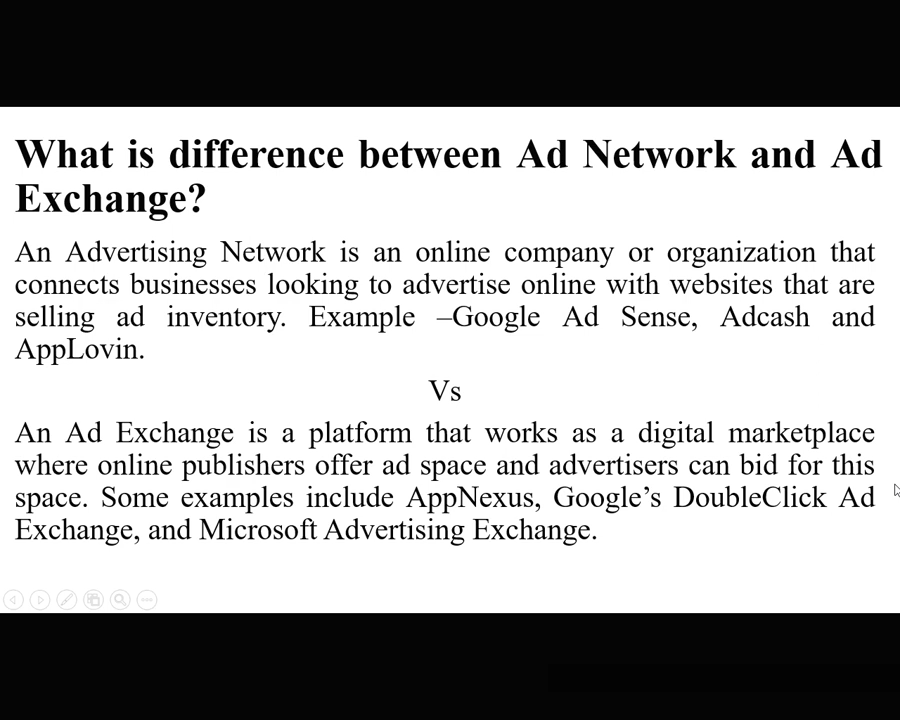 What is difference between Ad Network and Ad
Exchange?
An Advertising Network is an online company or organization that
connects businesses looking to advertise online with websites that are
selling ad inventory. Example –Google Ad Sense, Adcash and
AppLovin.
Vs
An Ad Exchange is a platform that works as a digital marketplace
where online publishers offer ad space and advertisers can bid for this
space. Some examples include AppNexus, Google’s DoubleClick Ad
Exchange, and Microsoft Advertising Exchange.